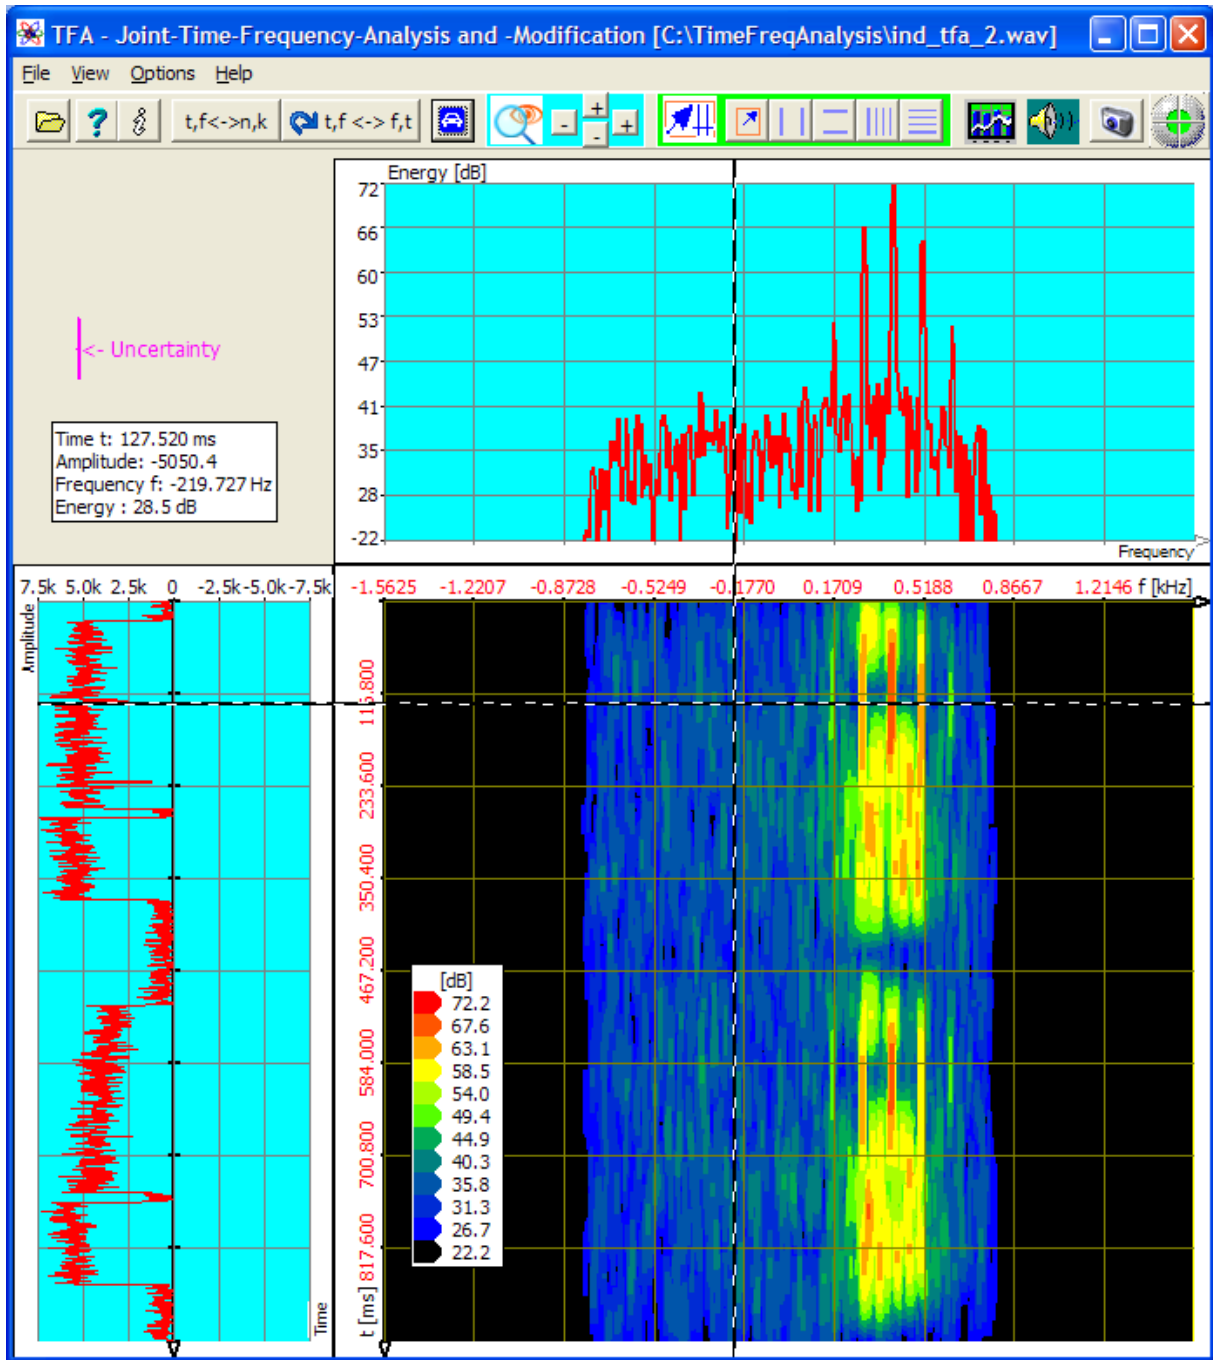 TFA - Joint-Time-Frequency-Analysis and -Modification [C:\TimeFreqAnalysis\ind_tfa_2.wav]
File View Options Help
t,f<->n,k t,f <-> f,t
Energy [dB]
72
66
60
53
47
41
35
28
-22
Frequency
<- Uncertainty
Time t: 127.520 ms
Amplitude: -5050.4
Frequency f: -219.727 Hz
Energy : 28.5 dB
7.5k 5.0k 2.5k 0 -2.5k -5.0k -7.5k
Amplitude
Time
-1.5625 -1.2207 -0.8728 -0.5249 -0.1770 0.1709 0.5188 0.8667 1.2146 f [kHz]
116.800
233.600
350.400
467.200
584.000
700.800
817.600
t [ms]
[dB]
72.2
67.6
63.1
58.5
54.0
49.4
44.9
40.3
35.8
31.3
26.7
22.2